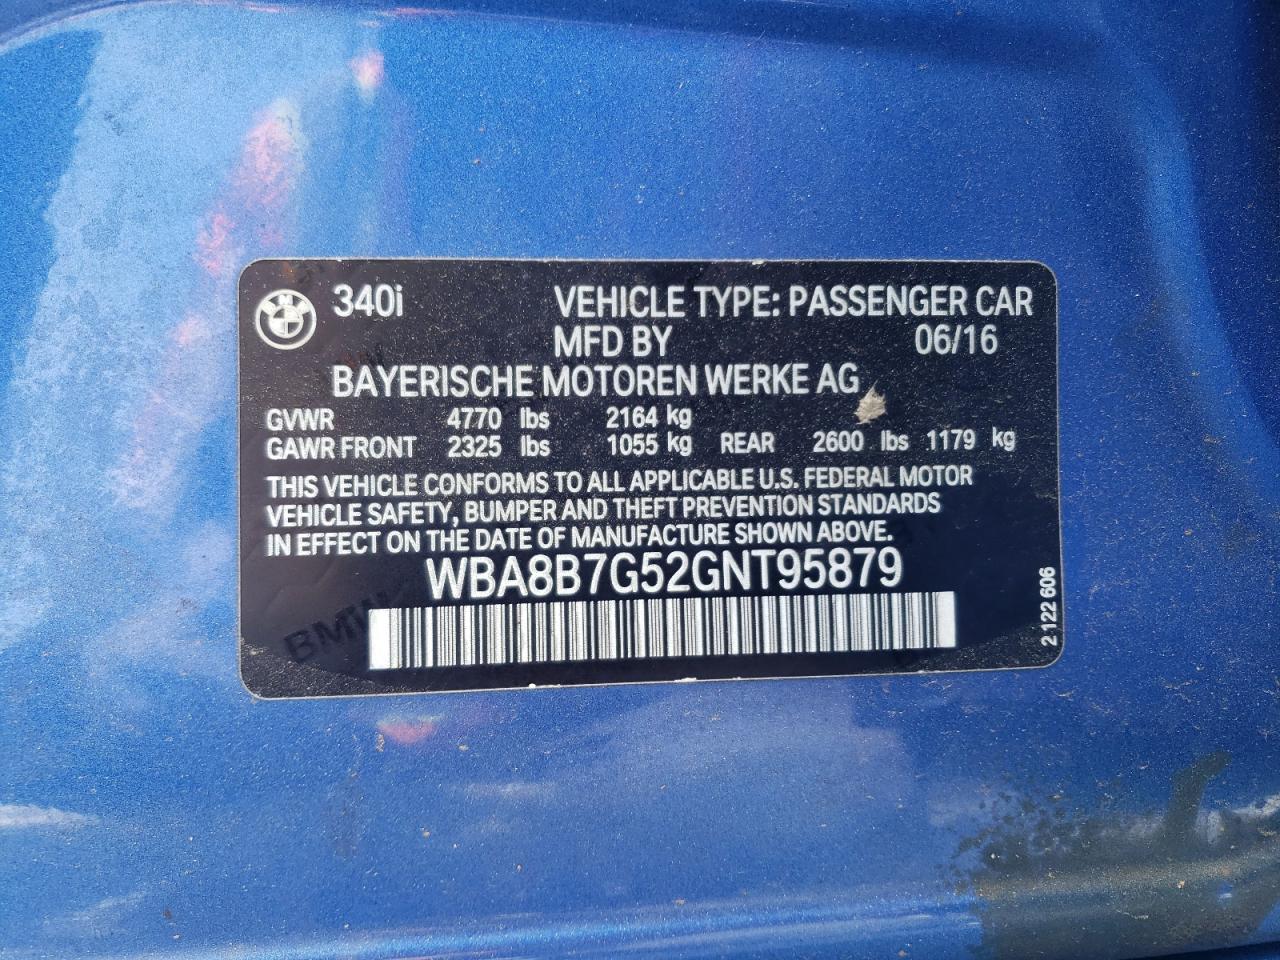 340i VEHICLE TYPE: PASSENGER CAR
MFD BY 06/16
BAYERISCHE MOTOREN WERKE AG
GVWR 4770 lbs 2164 kg
GAWR FRONT 2325 lbs 1055 kg REAR 2600 lbs 1179 kg
THIS VEHICLE CONFORMS TO ALL APPLICABLE U.S. FEDERAL MOTOR
VEHICLE SAFETY, BUMPER AND THEFT PREVENTION STANDARDS
IN EFFECT ON THE DATE OF MANUFACTURE SHOWN ABOVE.
WBA8B7G52GNT95879
BMW
2 122 606